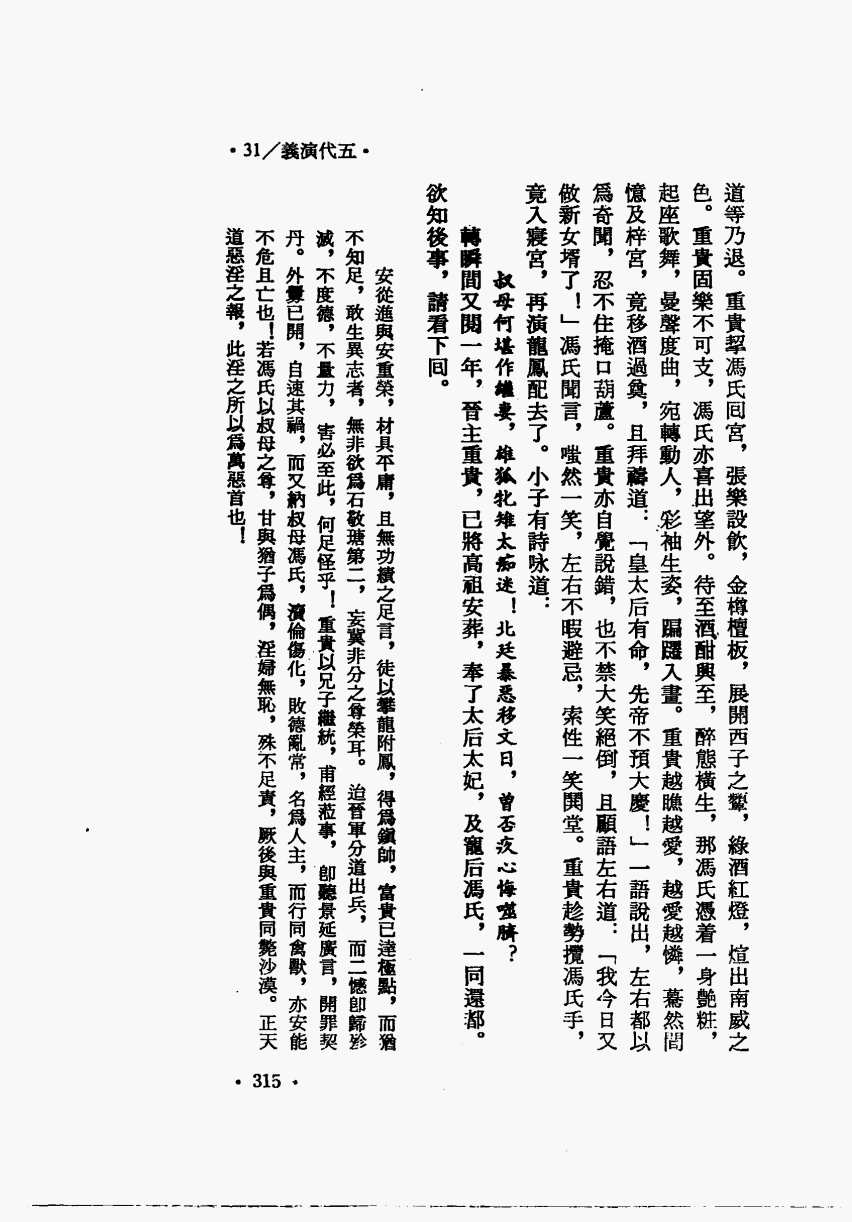 •31／義演代五•
道等乃退。重貴挈馮氏囘宮，張樂設飮，金樽檀板，展開西子之顰，綠酒紅燈，煊出南威之
色。重貴固樂不可支，馮氏亦喜出望外。待至酒酣興至，醉態橫生，那馮氏憑着一身艷粧，
起座歌舞，曼聲度曲，宛轉動人，彩袖生姿，蹁躚入畫。重貴越瞧越愛，越愛越憐，驀然間
憶及梓宮，竟移酒過奠，且拜禱道：「皇太后有命，先帝不預大慶！」一語說出，左右都以
爲奇聞，忍不住掩口葫蘆。重貴亦自覺說錯，也不禁大笑絕倒，且顧語左右道：「我今日又
做新女壻了！」馮氏聞言，嗤然一笑，左右不暇避忌，索性一笑鬨堂。重貴趁勢攬馮氏手，
竟入寢宮，再演龍鳳配去了。小子有詩咏道：
叔母何堪作繼妻，雄狐牝雉太痴迷！北廷暴惡移文日，曾否疚心悔噬臍？
轉瞬間又閱一年，晉主重貴，已將高祖安葬，奉了太后太妃，及寵后馮氏，一同還都。
欲知後事，請看下囘。
安從進與安重榮，材具平庸，且無功績之足言，徒以攀龍附鳳，得爲鎭帥，富貴已達極點，而猶
不知足，敢生異志者，無非欲爲石敬瑭第二，妄冀非分之尊榮耳。迨晉軍分道出兵，而二憾卽歸殄
滅，不度德，不量力，害必至此，何足怪乎！重貴以兄子繼統，甫經蒞事，卽聽景延廣言，開罪契
丹。外釁已開，自速其禍，而又納叔母馮氏，瀆倫傷化，敗德亂常，名爲人主，而行同禽獸，亦安能
不危且亡也！若馮氏以叔母之尊，甘與猶子爲偶，淫婦無恥，殊不足責，厥後與重貴同斃沙漠。正天
道惡淫之報，此淫之所以爲萬惡首也！
•315•